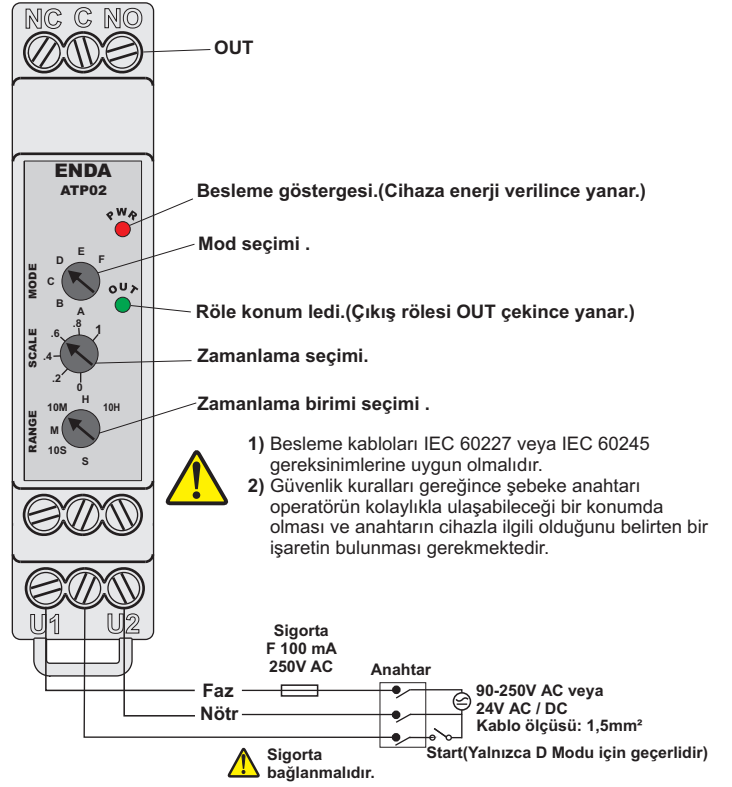 NC C NO
OUT
ENDA
ATP02
Besleme göstergesi.(Cihaza enerji verilince yanar.)
PWR
Mod seçimi .
MODE
A
B
C
D
E
F
OUT
Röle konum ledi.(Çıkış rölesi OUT çekince yanar.)
SCALE
0
.2
.4
.6
.8
1
Zamanlama seçimi.
RANGE
S
10S
M
10M
H
10H
Zamanlama birimi seçimi .
1) Besleme kabloları IEC 60227 veya IEC 60245
gereksinimlerine uygun olmalıdır.
2) Güvenlik kuralları gereğince şebeke anahtarı
operatörün kolaylıkla ulaşabileceği bir konumda
olması ve anahtarın cihazla ilgili olduğunu belirten bir
işaretin bulunması gerekmektedir.
U1 U2
Sigorta
F 100 mA
250V AC
Anahtar
Faz
Nötr
90-250V AC veya
24V AC / DC
Kablo ölçüsü: 1,5mm²
Start(Yalnızca D Modu için geçerlidir)
Sigorta
bağlanmalıdır.